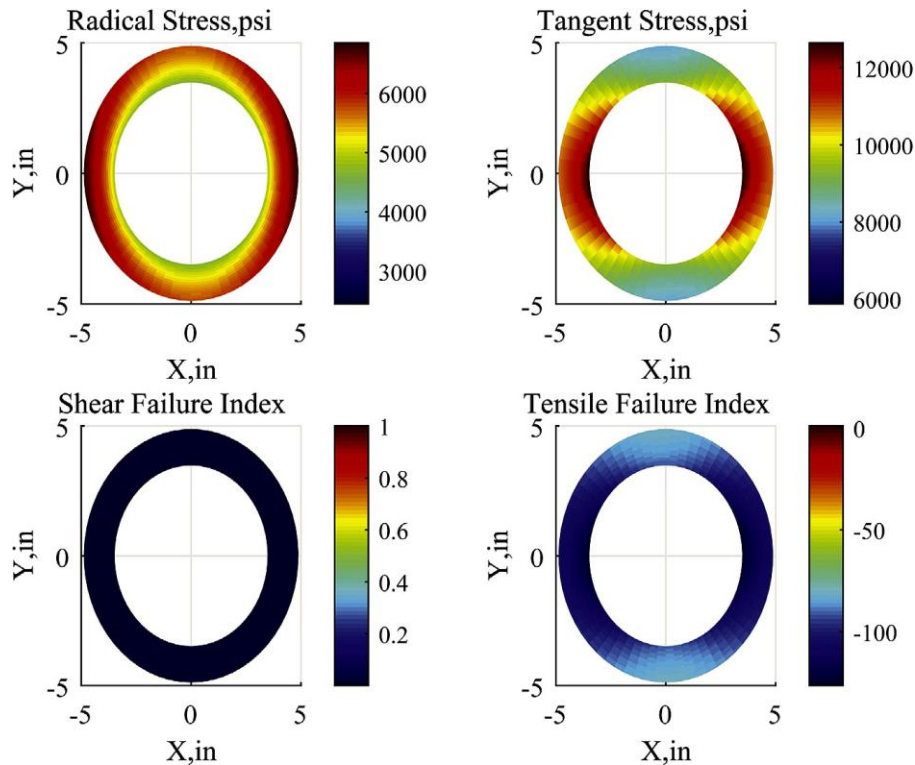 Radical Stress,psi
5
0
-5
Y,in
-5 0 5
X,in
6000
5000
4000
3000
Tangent Stress,psi
5
0
-5
Y,in
-5 0 5
X,in
12000
10000
8000
6000
Shear Failure Index
5
0
-5
Y,in
-5 0 5
X,in
1
0.8
0.6
0.4
0.2
Tensile Failure Index
5
0
-5
Y,in
-5 0 5
X,in
0
-50
-100